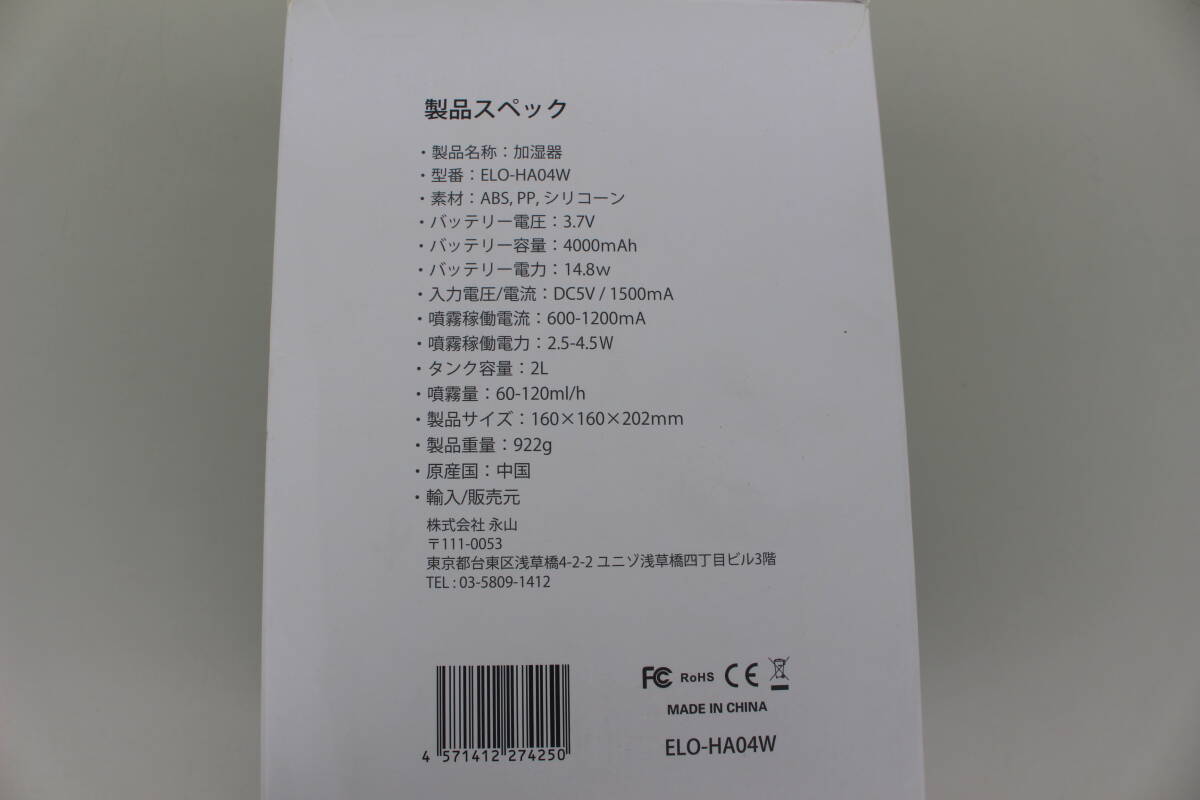 製品スペック
・製品名称：加湿器
・型番：ELO-HA04W
・素材：ABS, PP, シリコーン
・バッテリー電圧：3.7V
・バッテリー容量：4000mAh
・バッテリー電力：14.8w
・入力電圧/電流：DC5V / 1500mA
・噴霧稼働電流：600-1200mA
・噴霧稼働電力：2.5-4.5W
・タンク容量：2L
・噴霧量：60-120ml/h
・製品サイズ：160×160×202mm
・製品重量：922g
・原産国：中国
・輸入/販売元
株式会社 永山
〒111-0053
東京都台東区浅草橋4-2-2 ユニゾ浅草橋四丁目ビル3階
TEL : 03-5809-1412
4 571412 274250
FC RoHS CE
MADE IN CHINA
ELO-HA04W